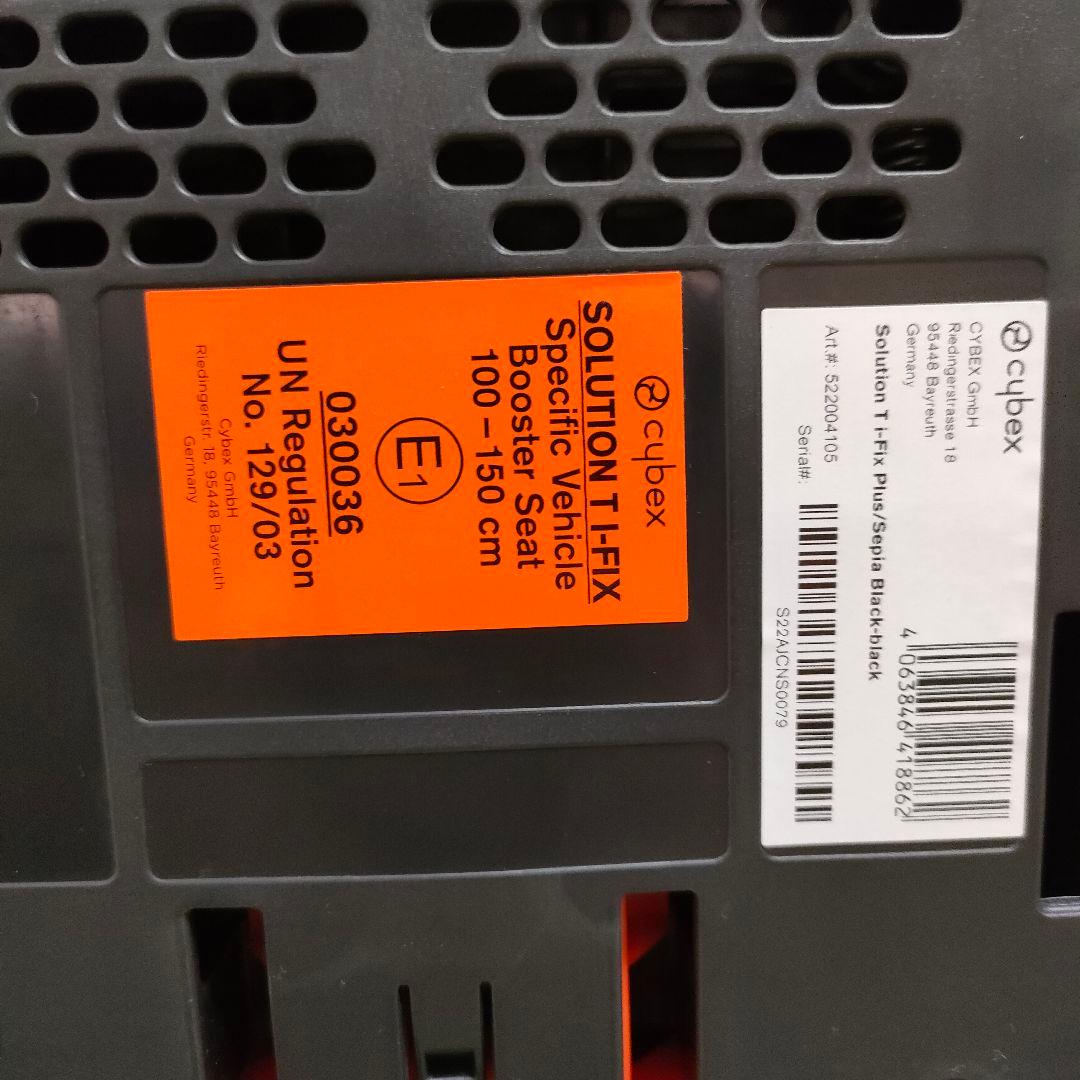 cybex
SOLUTION T I-FIX
Specific Vehicle
Booster Seat
100 – 150 cm
E1
030036
UN Regulation
No. 129/03
Cybex GmbH
Riedingerstr. 18, 95448 Bayreuth
Germany
cybex
CYBEX GmbH
Riedingerstrasse 18
95448 Bayreuth
Germany
4 063846 418862
Solution T i-Fix Plus/Sepia Black-black
Art.#: 522004105
Serial#:
S22AJCNS0079